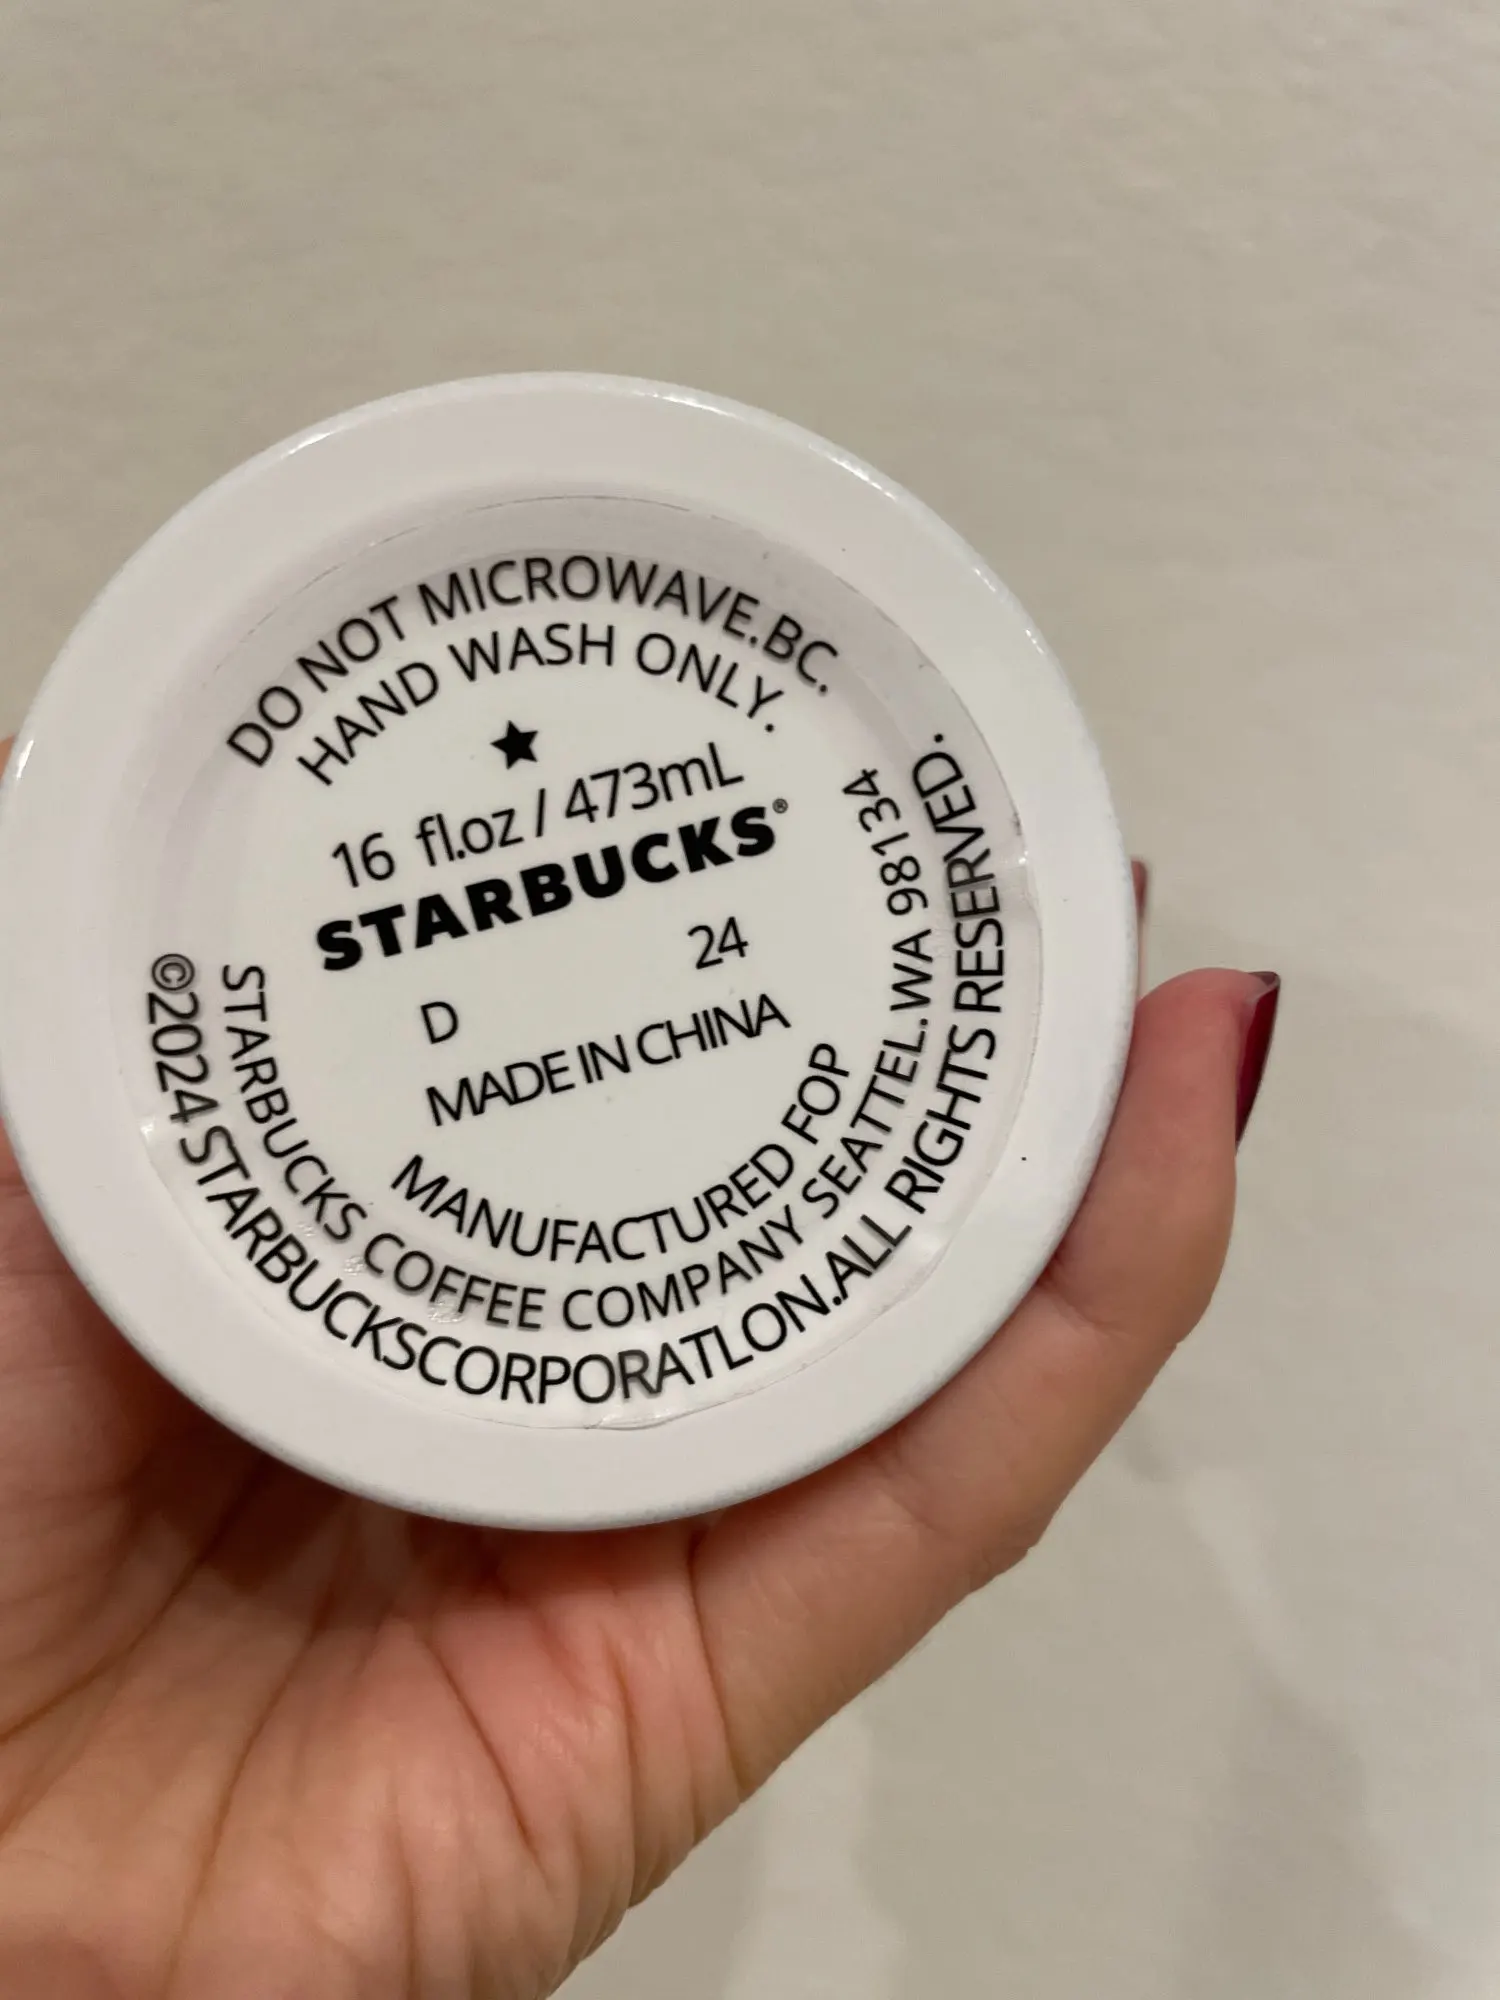 DO NOT MICROWAVE.BC.
HAND WASH ONLY.
16 fl.oz / 473mL
STARBUCKS®
24
D
MADE IN CHINA
MANUFACTURED FOP
STARBUCKS COFFEE COMPANY SEATTEL.WA 98134
©2024 STARBUCKSCORPORATLON.ALL RIGHTS RESERVED.